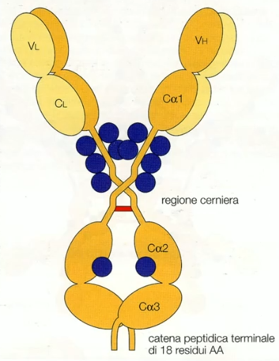 VL
VH
CL
Cα1
regione cerniera
Cα2
Cα3
catena peptidica terminale
di 18 residui AA